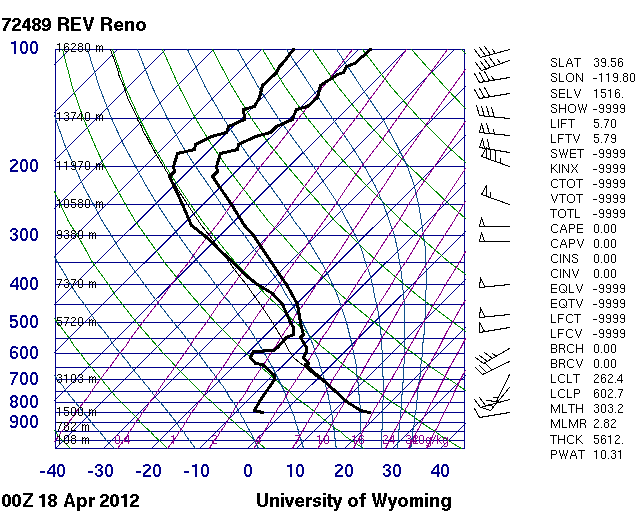 72489 REV Reno
100 16280 m
13740 m
200 11970 m
10580 m
300 9380 m
400 7370 m
500 5720 m
600
700 3193 m
800 1590 m
900 782 m
108 m 0.4 1 2 4 7 10 16 24 32 40g/kg
-40 -30 -20 -10 0 10 20 30 40
00Z 18 Apr 2012 University of Wyoming
SLAT 39.56
SLON -119.80
SELV 1516.
SHOW -9999
LIFT 5.70
LFTV 5.79
SWET -9999
KINX -9999
CTOT -9999
VTOT -9999
TOTL -9999
CAPE 0.00
CAPV 0.00
CINS 0.00
CINV 0.00
EQLV -9999
EQTV -9999
LFCT -9999
LFCV -9999
BRCH 0.00
BRCV 0.00
LCLT 262.4
LCLP 602.7
MLTH 303.2
MLMR 2.82
THCK 5612.
PWAT 10.31